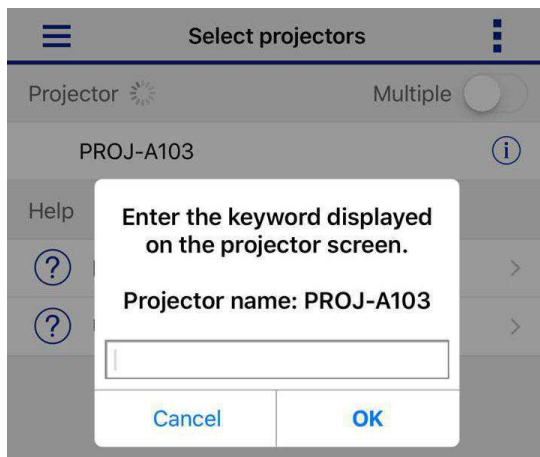 Select projectors
Projector
Multiple
PROJ-A103
Help
Enter the keyword displayed
on the projector screen.
Projector name: PROJ-A103
Cancel
OK